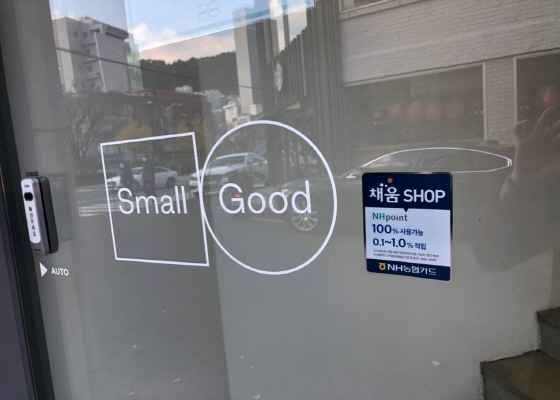 Small Good
채움 SHOP
NHpoint
100% 사용가능
0.1~1.0% 적립
NH농협카드
AUTO